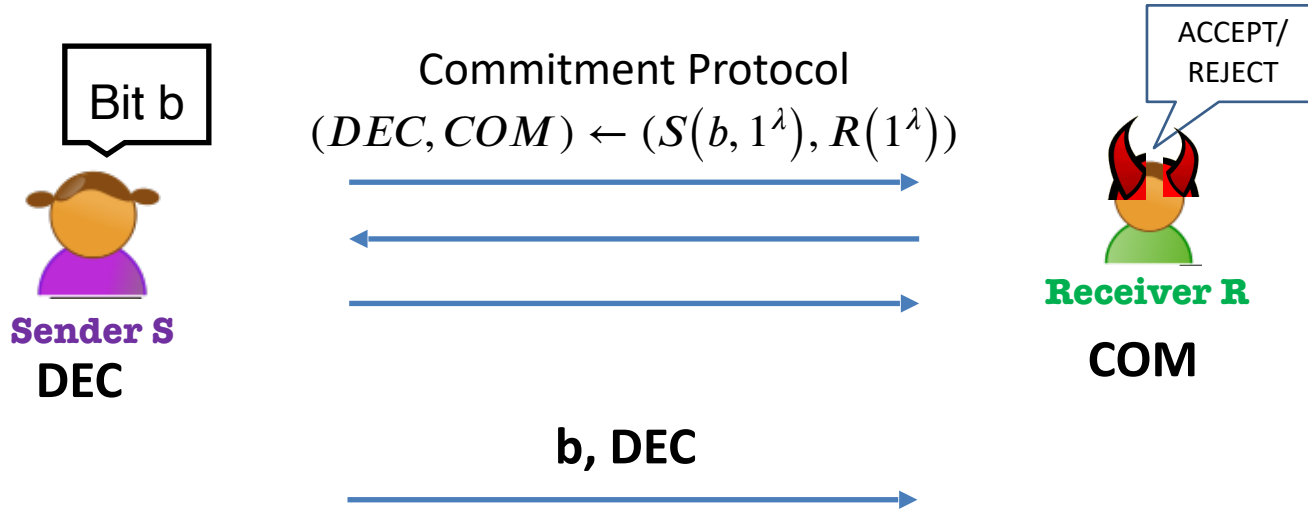 Bit b
Commitment Protocol
(DEC, COM) ← (S(b, 1^λ), R(1^λ))
ACCEPT/
REJECT
Sender S
DEC
Receiver R
COM
b, DEC